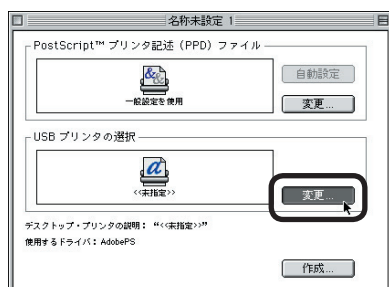 名称未設定 1
PostScript™ プリンタ記述（PPD）ファイル
自動設定
一般設定を使用
変更...
USB プリンタの選択
<<未指定>>
変更...
デスクトップ・プリンタの説明： “<<未指定>>”
使用するドライバ：AdobePS
作成...